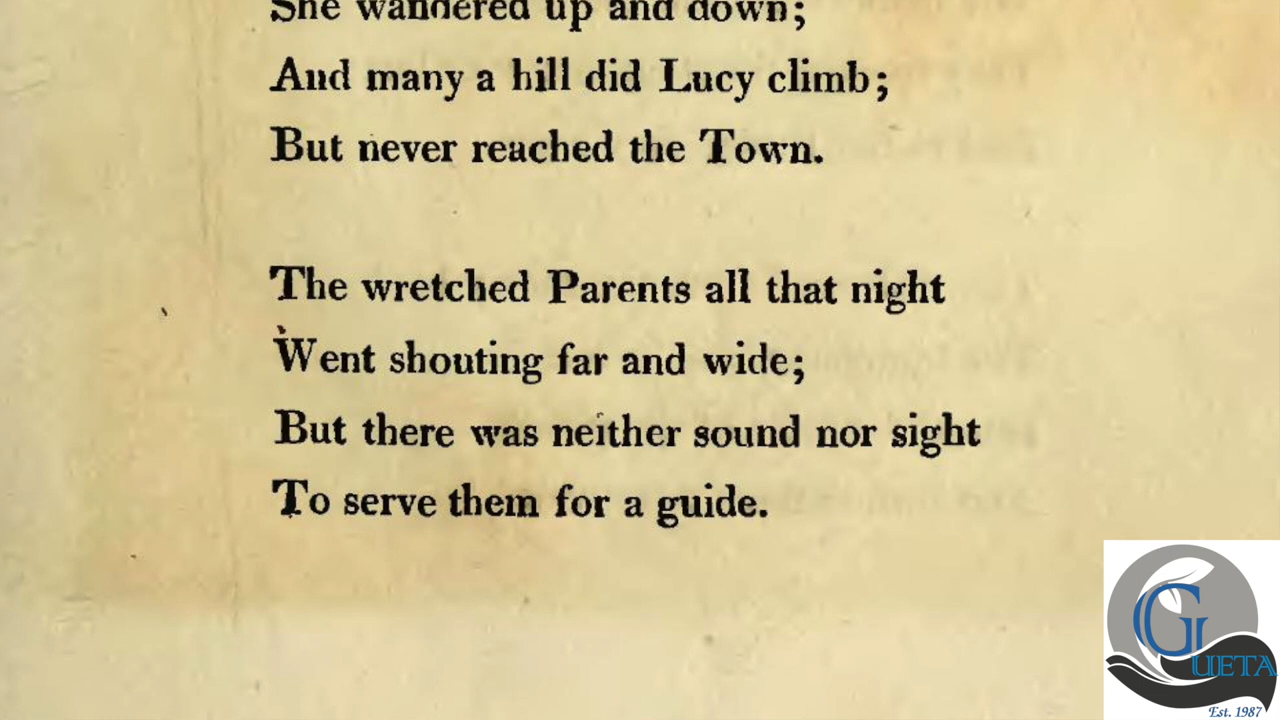 She wandered up and down;
And many a hill did Lucy climb;
But never reached the Town.
The wretched Parents all that night
Went shouting far and wide;
But there was neither sound nor sight
To serve them for a guide.
GUETA
Est. 1987